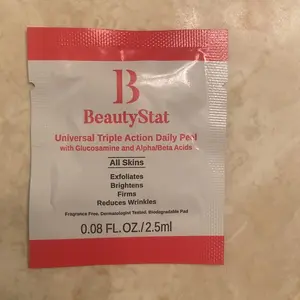 B
BeautyStat
Universal Triple Action Daily Peel
with Glucosamine and Alpha/Beta Acids
All Skins
Exfoliates
Brightens
Firms
Reduces Wrinkles
Fragrance Free. Dermatologist Tested. Biodegradable Pad
0.08 FL.OZ./2.5ml